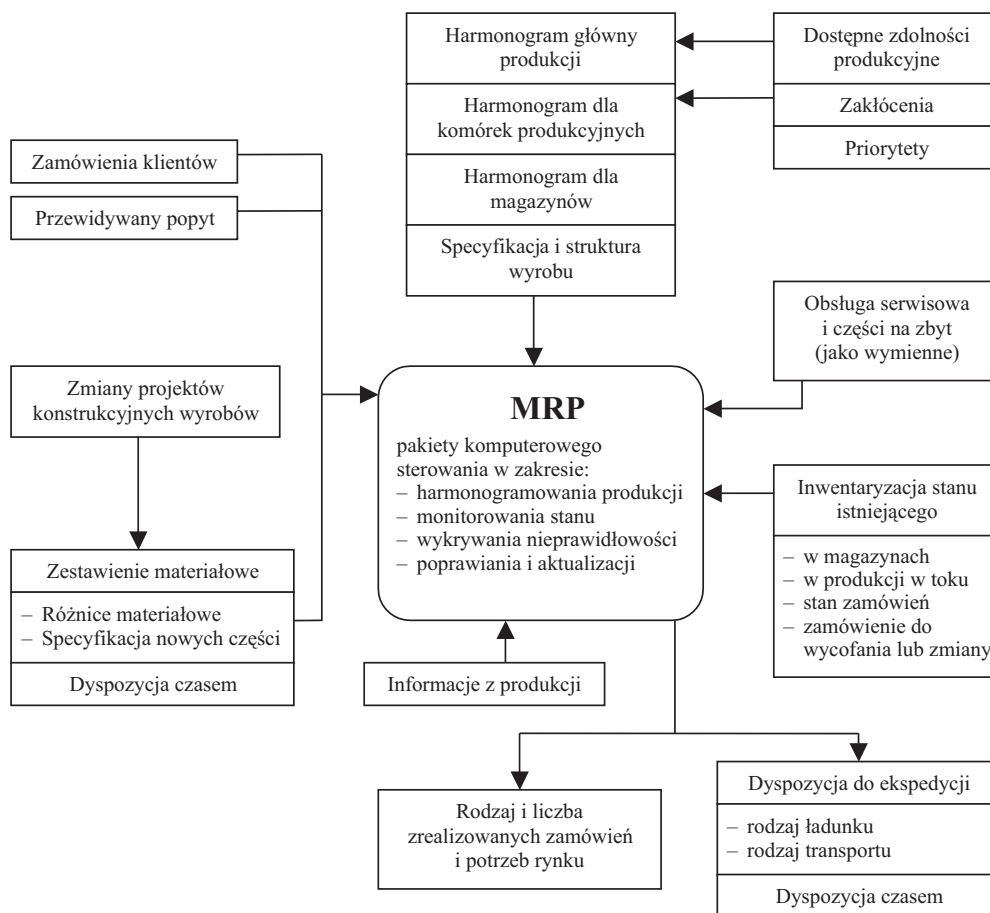 Harmonogram główny
produkcji
Harmonogram dla
komórek produkcyjnych
Harmonogram dla
magazynów
Specyfikacja i struktura
wyrobu
Dostępne zdolności
produkcyjne
Zakłócenia
Priorytety
Zamówienia klientów
Przewidywany popyt
Zmiany projektów
konstrukcyjnych wyrobów
Zestawienie materiałowe
– Różnice materiałowe
– Specyfikacja nowych części
Dyspozycja czasem
MRP
pakiety komputerowego
sterowania w zakresie:
– harmonogramowania produkcji
– monitorowania stanu
– wykrywania nieprawidłowości
– poprawiania i aktualizacji
Obsługa serwisowa
i części na zbyt
(jako wymienne)
Inwentaryzacja stanu
istniejącego
– w magazynach
– w produkcji w toku
– stan zamówień
– zamówienie do
wycofania lub zmiany
Informacje z produkcji
Rodzaj i liczba
zrealizowanych zamówień
i potrzeb rynku
Dyspozycja do ekspedycji
– rodzaj ładunku
– rodzaj transportu
Dyspozycja czasem